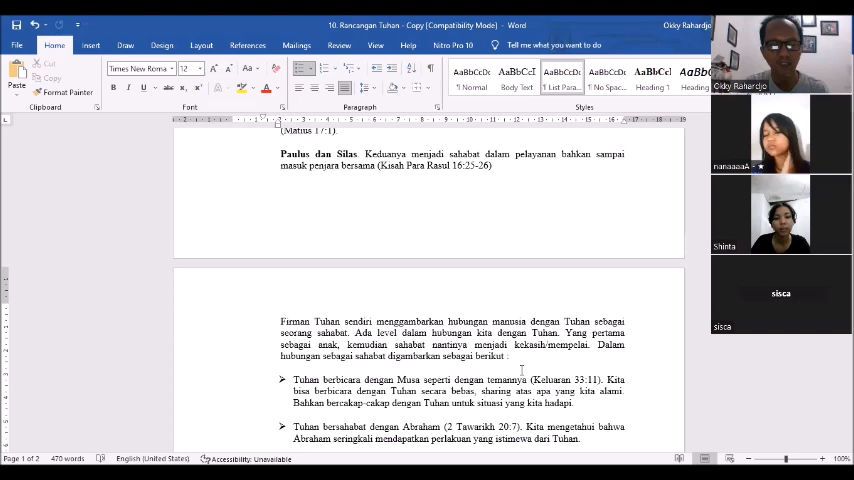 10. Rancangan Tuhan - Copy [Compatibility Mode] - Word
Okky Rahardjo
File Home Insert Draw Design Layout References Mailings Review View Help Nitro Pro 10 Tell me what you want to do
Paste
Cut
Copy
Format Painter
Clipboard
Times New Roma 12
Font
Paragraph
AaBbCcDc AaBbCcI AaBbCcDc AaBbCcDc AaBbCcl AaBbC
¶ Normal Body Text ¶ List Para... ¶ No Spac... Heading 1 Heading
Styles
(Matius 17:1).
Paulus dan Silas. Keduanya menjadi sahabat dalam pelayanan bahkan sampai
masuk penjara bersama (Kisah Para Rasul 16:25-26)
Firman Tuhan sendiri menggambarkan hubungan manusia dengan Tuhan sebagai
seorang sahabat. Ada level dalam hubungan kita dengan Tuhan. Yang pertama
sebagai anak, kemudian sahabat nantinya menjadi kekasih/mempelai. Dalam
hubungan sebagai sahabat digambarkan sebagai berikut :
Tuhan berbicara dengan Musa seperti dengan temannya (Keluaran 33:11). Kita
bisa berbicara dengan Tuhan secara bebas, sharing atas apa yang kita alami.
Bahkan bercakap-cakap dengan Tuhan untuk situasi yang kita hadapi.
Tuhan bersahabat dengan Abraham (2 Tawarikh 20:7). Kita mengetahui bahwa
Abraham seringkali mendapatkan perlakuan yang istimewa dari Tuhan.
Page 1 of 2 470 words English (United States) Accessibility: Unavailable 100%
Okky Rahardjo
nanaaaaA - ★
Shinta
sisca
sisca